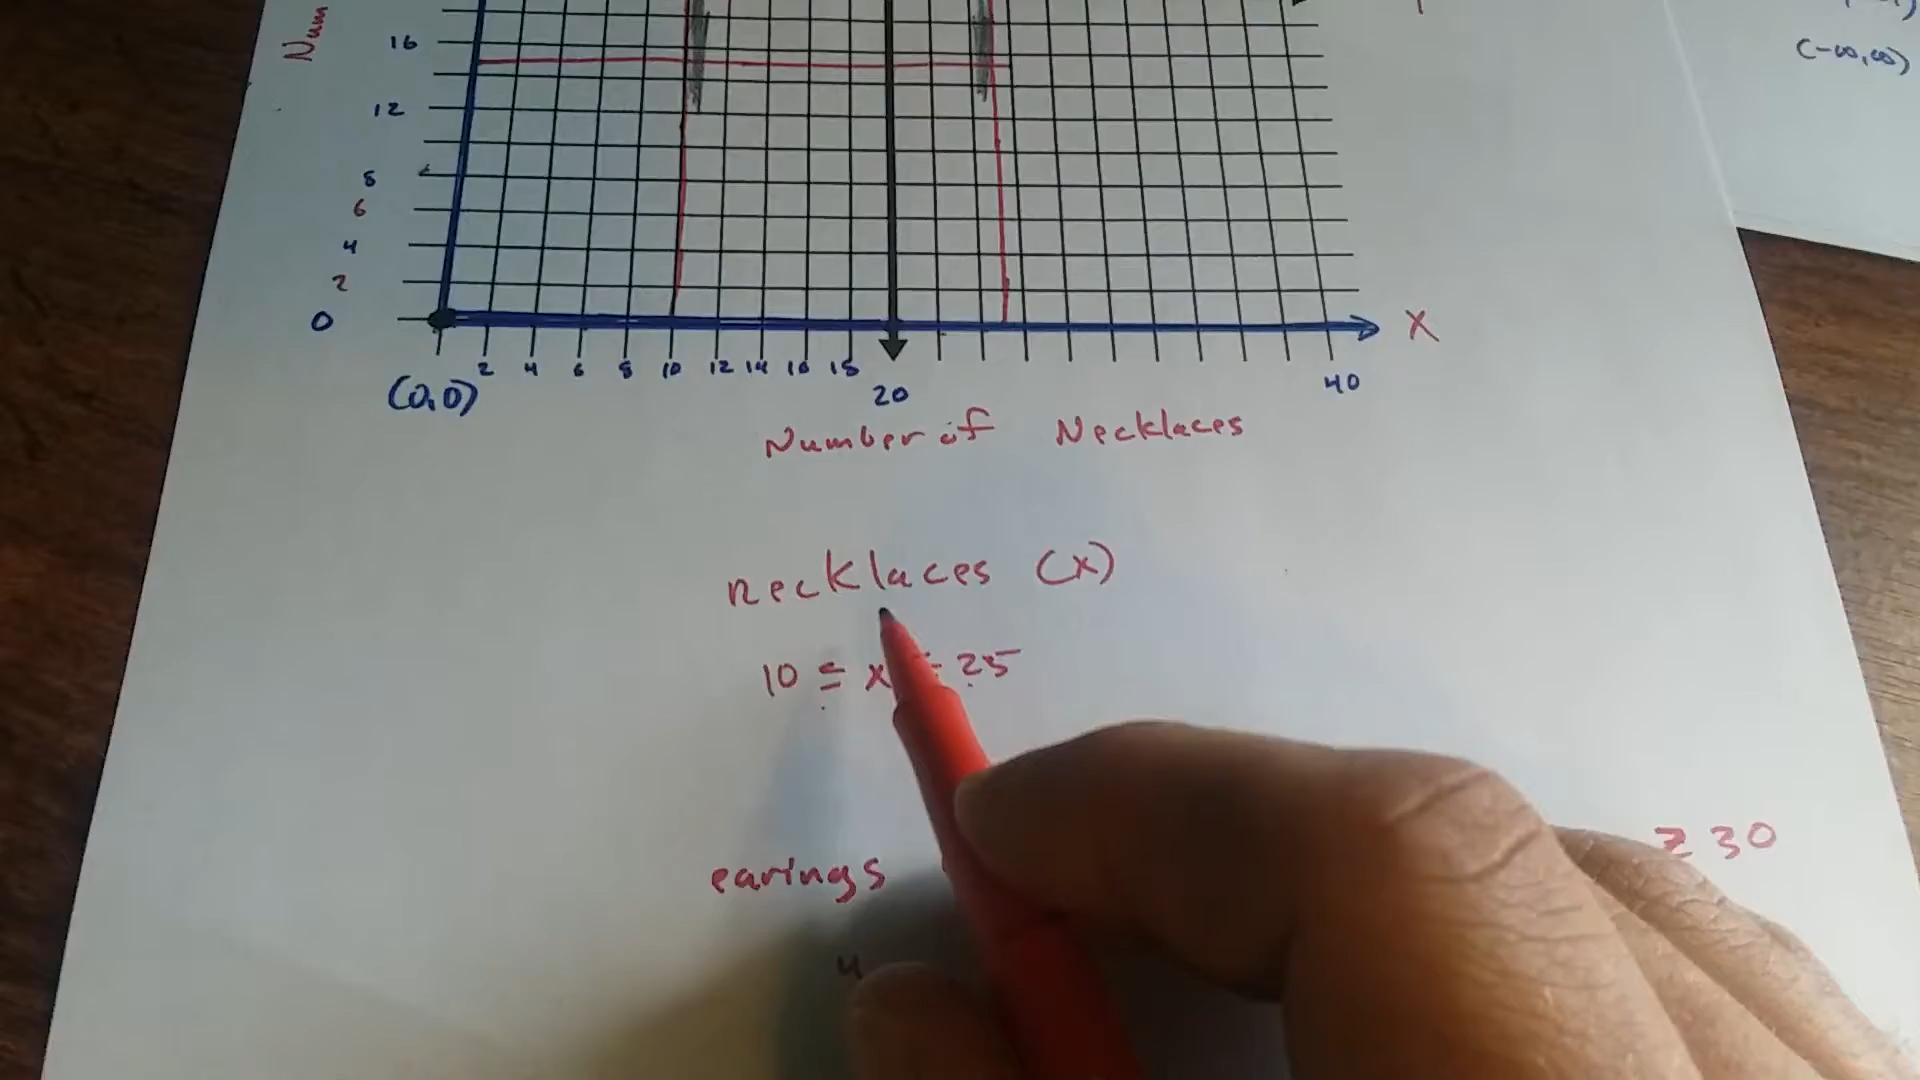 Num
16
12
8
6
4
2
0
2 4 6 8 10 12 14 16 18 20 40
X
(0,0)
Number of Necklaces
necklaces (x)
10 ≤ x ≤ 25
earings
30
(-∞,∞)